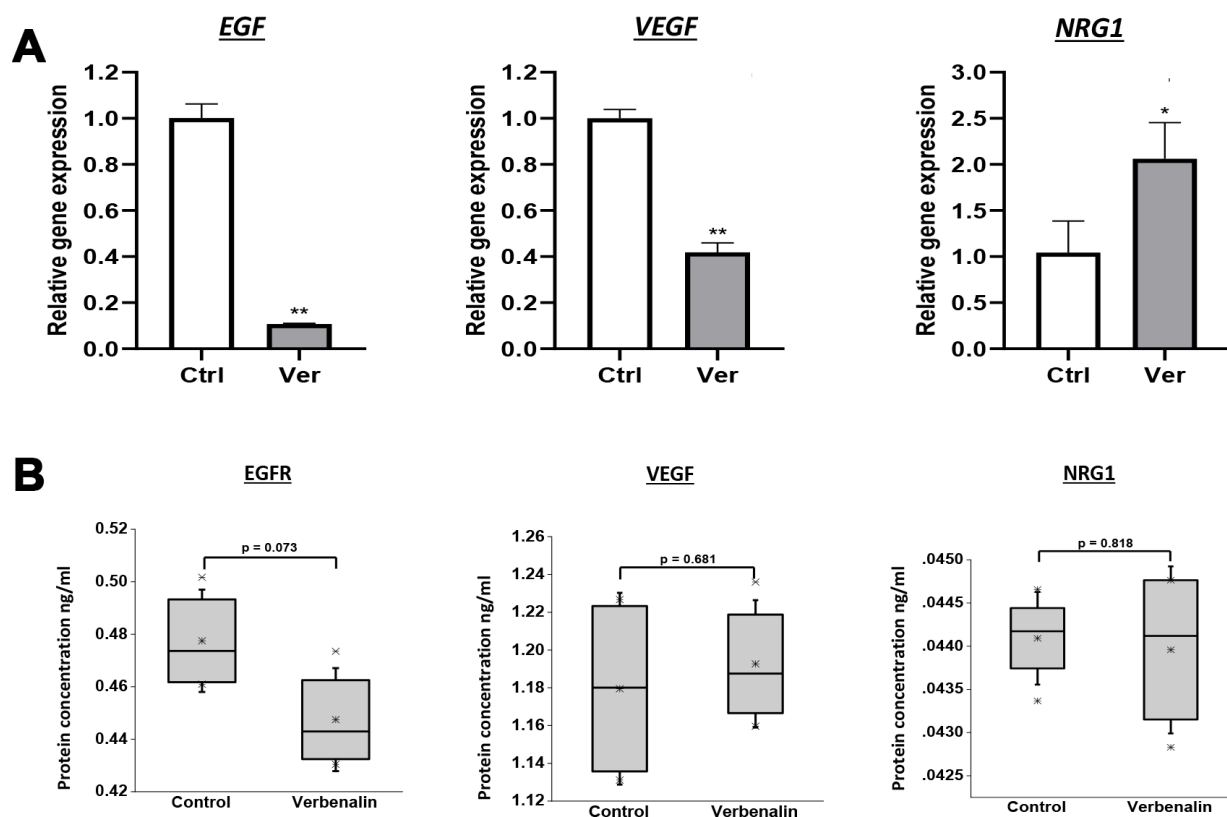 A
EGF
VEGF
NRG1
Relative gene expression
1.2
1.0
0.8
0.6
0.4
0.2
0.0
**
Ctrl
Ver
Relative gene expression
1.2
1.0
0.8
0.6
0.4
0.2
0.0
**
Ctrl
Ver
Relative gene expression
3.0
2.5
2.0
1.5
1.0
0.5
0.0
*
Ctrl
Ver
B
EGFR
VEGF
NRG1
Protein concentration ng/ml
0.52
0.50
0.48
0.46
0.44
0.42
p = 0.073
Control
Verbenalin
Protein concentration ng/ml
1.26
1.24
1.22
1.20
1.18
1.16
1.14
1.12
p = 0.681
Control
Verbenalin
Protein concentration ng/ml
.0450
.0445
.0440
.0435
.0430
.0425
p = 0.818
Control
Verbenalin